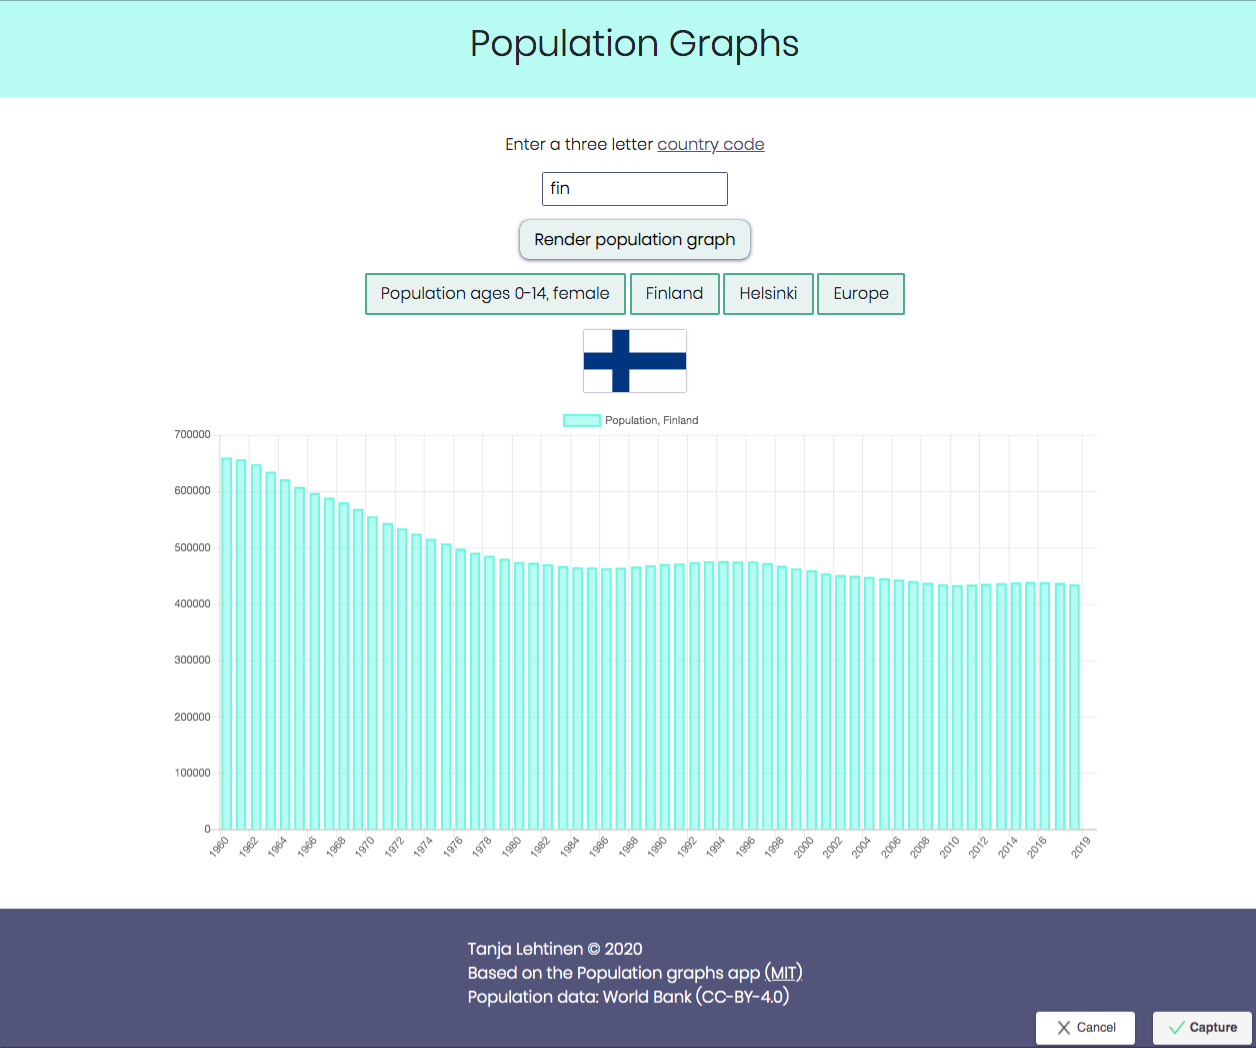 Population Graphs
Enter a three letter country code
fin
Render population graph
Population ages 0-14, female Finland Helsinki Europe
Population, Finland
700000
600000
500000
400000
300000
200000
100000
0
1960 1962 1964 1966 1968 1970 1972 1974 1976 1978 1980 1982 1984 1986 1988 1990 1992 1994 1996 1998 2000 2002 2004 2006 2008 2010 2012 2014 2016 2019
Tanja Lehtinen © 2020
Based on the Population graphs app (MIT)
Population data: World Bank (CC-BY-4.0)
Cancel Capture